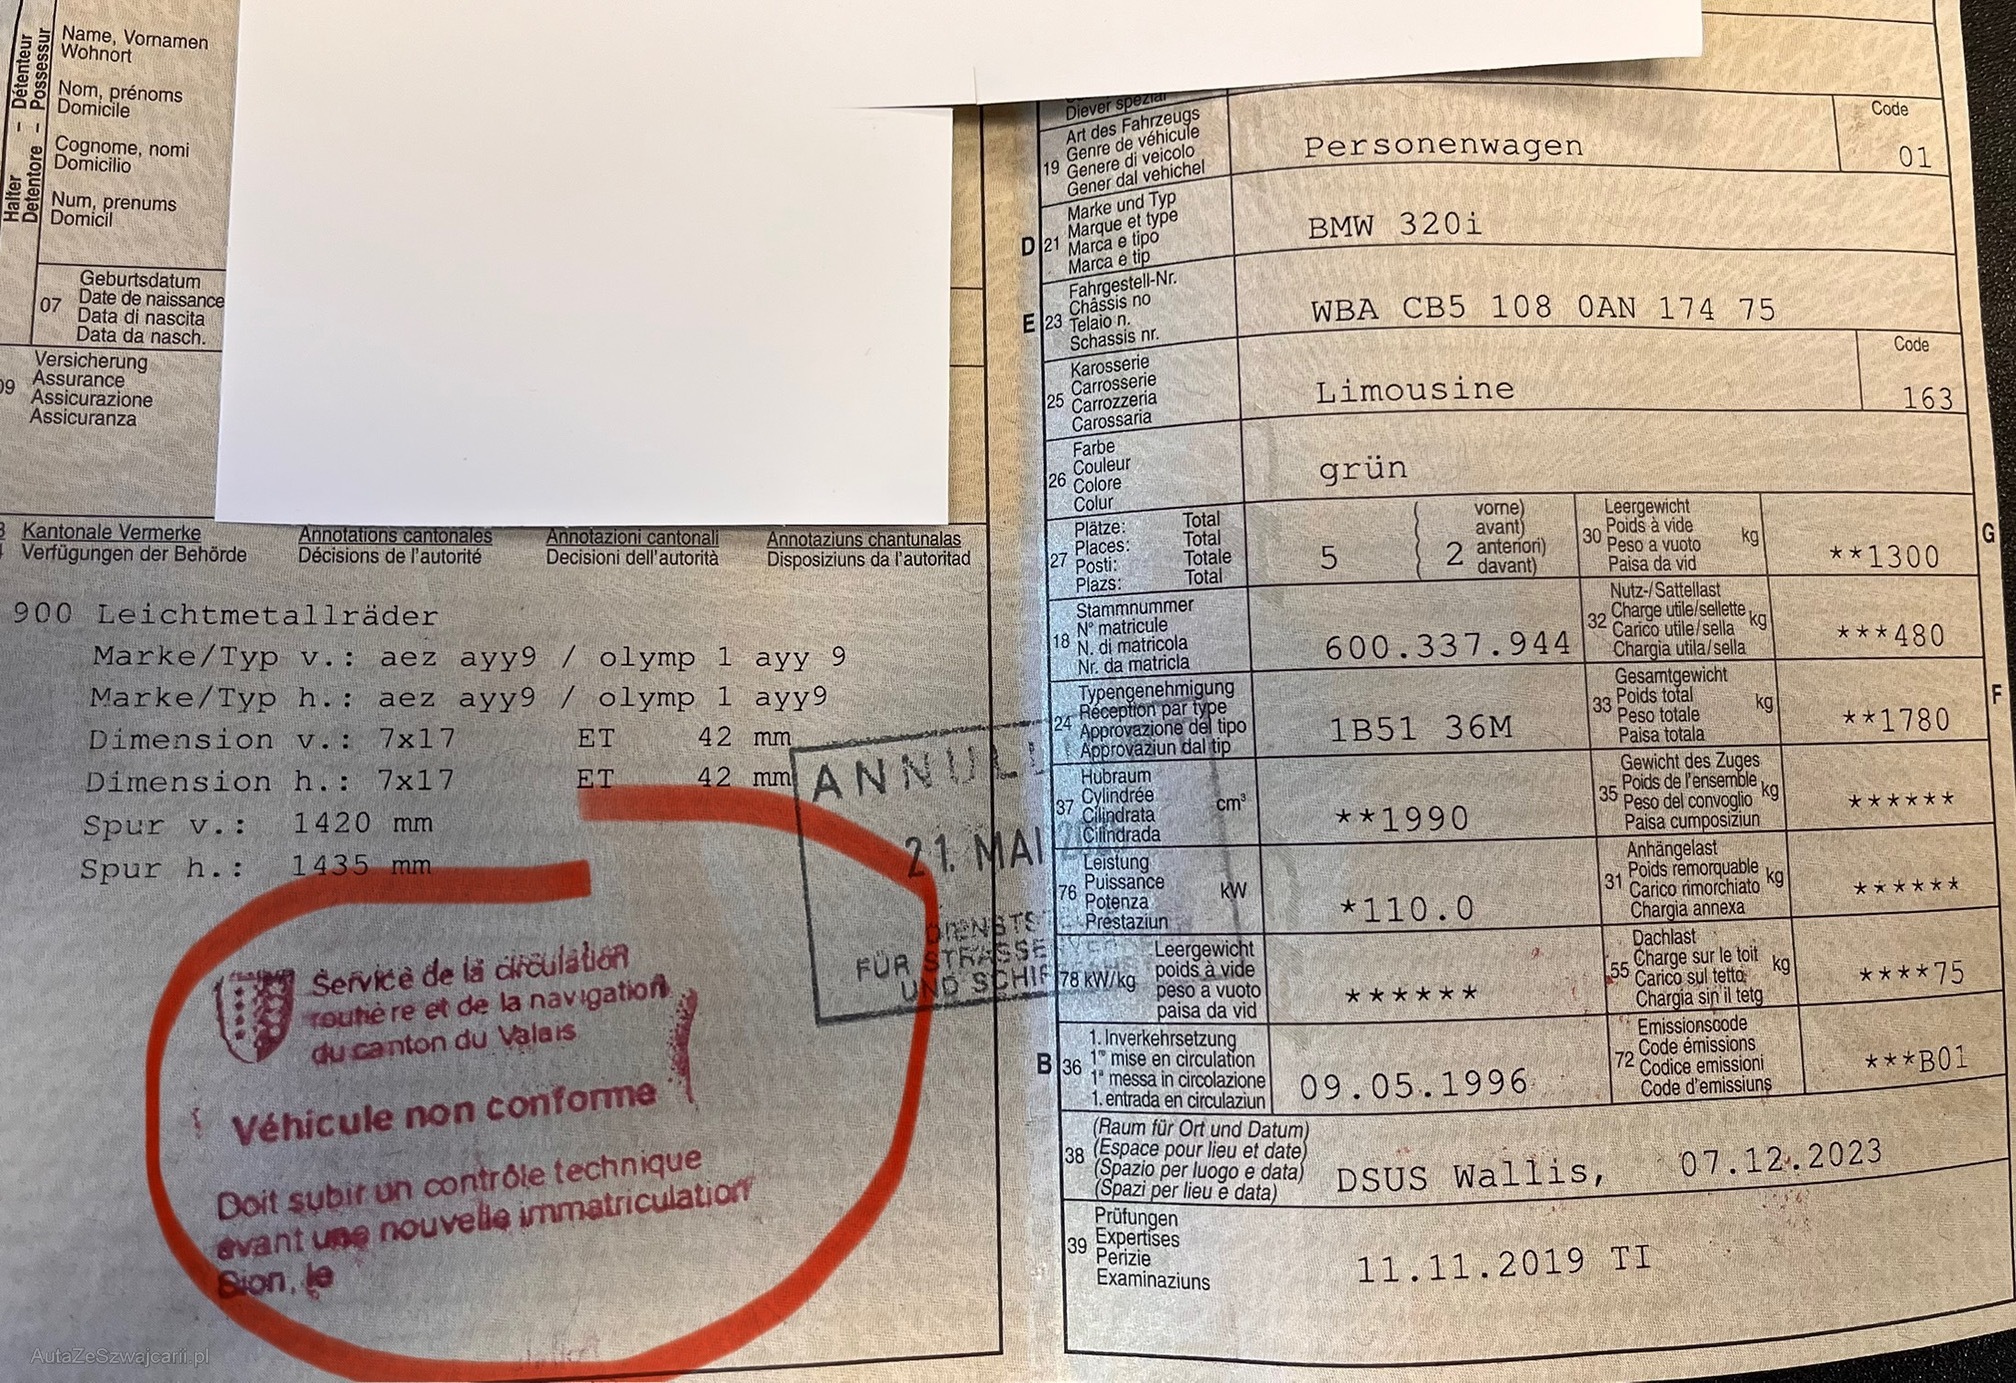 Halter – Détenteur
Detentore – Possessur
Name, Vornamen
Wohnort
Nom, prénoms
Domicile
Cognome, nomi
Domicilio
Num, prenums
Domicil
07
Geburtsdatum
Date de naissance
Data di nascita
Data da nasch.
09
Versicherung
Assurance
Assicurazione
Assicuranza
Kantonale Vermerke Annotations cantonales Annotazioni cantonali Annotaziuns chantunalas
Verfügungen der Behörde Décisions de l'autorité Decisioni dell'autorità Disposiziuns da l'autoritad
900 Leichtmetallräder
Marke/Typ v.: aez ayy9 / olymp 1 ayy 9
Marke/Typ h.: aez ayy9 / olymp 1 ayy9
Dimension v.: 7x17 ET 42 mm
Dimension h.: 7x17 ET 42 mm
Spur v.: 1420 mm
Spur h.: 1435 mm
21. MAI
FÜR STRASSE
UND SCHIF
Service de la circulation
routière et de la navigation
du canton du Valais
Véhicule non conforme
Doit subir un contrôle technique
avant une nouvelle immatriculation
Sion, le
AutaZeSzwajcarii.pl
Diever spezial
19
Art des Fahrzeugs
Genre de véhicule
Genere di veicolo
Gener dal vehichel
Personenwagen
Code
01
D 21
Marke und Typ
Marque et type
Marca e tipo
Marca e tip
BMW 320i
E 23
Fahrgestell-Nr.
Châssis no
Telaio n.
Schassis nr.
WBA CB5 108 0AN 174 75
25
Karosserie
Carrosserie
Carrozzeria
Carossaria
Limousine
Code
163
26
Farbe
Couleur
Colore
Colur
grün
27
Plätze: Total
Places: Total
Posti: Totale
Plazs: Total
5
2
vorne)
avant)
anteriori)
davant)
30
Leergewicht
Poids à vide
Peso a vuoto
Paisa da vid
kg
**1300
G
18
Stammnummer
N° matricule
N. di matricola
Nr. da matricla
600.337.944
32
Nutz-/Sattellast
Charge utile/sellette
Carico utile/sella
Chargia utila/sella
kg
***480
24
Typengenehmigung
Réception par type
Approvazione del tipo
Approvaziun dal tip
1B51 36M
33
Gesamtgewicht
Poids total
Peso totale
Paisa totala
kg
**1780
F
37
Hubraum
Cylindrée
Cilindrata
Cilindrada
cm³
**1990
35
Gewicht des Zuges
Poids de l'ensemble
Peso del convoglio
Paisa cumposiziun
kg
******
76
Leistung
Puissance
Potenza
Prestaziun
kW
*110.0
31
Anhängelast
Poids remorquable
Carico rimorchiato
Chargia annexa
kg
******
78 kW/kg
Leergewicht
poids à vide
peso a vuoto
paisa da vid
******
55
Dachlast
Charge sur le toit
Carico sul tetto
Chargia sin il tetg
kg
****75
B 36
1. Inverkehrsetzung
1re mise en circulation
1a messa in circolazione
1. entrada en circulaziun
09.05.1996
72
Emissionscode
Code émissions
Codice emissioni
Code d'emissiuns
***B01
38
(Raum für Ort und Datum)
(Espace pour lieu et date)
(Spazio per luogo e data)
(Spazi per lieu e data)
DSUS Wallis, 07.12.2023
39
Prüfungen
Expertises
Perizie
Examinaziuns
11.11.2019 TI